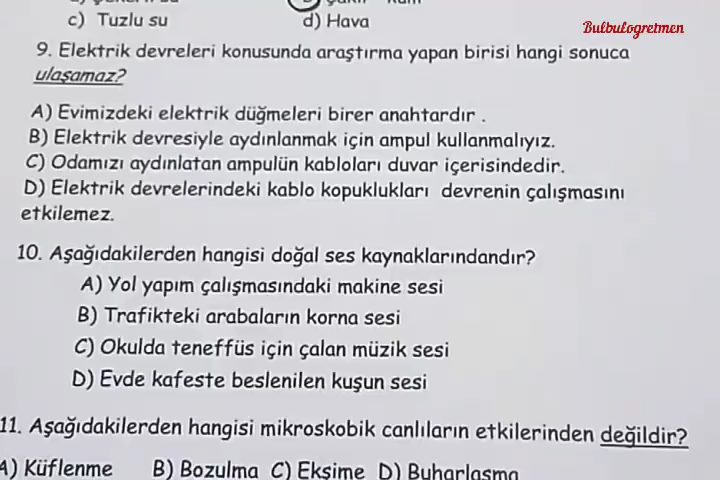 c) Tuzlu su d) Hava
Bulbulogretmen
9. Elektrik devreleri konusunda araştırma yapan birisi hangi sonuca
ulaşamaz?
A) Evimizdeki elektrik düğmeleri birer anahtardır .
B) Elektrik devresiyle aydınlanmak için ampul kullanmalıyız.
C) Odamızı aydınlatan ampulün kabloları duvar içerisindedir.
D) Elektrik devrelerindeki kablo kopuklukları devrenin çalışmasını
etkilemez.
10. Aşağıdakilerden hangisi doğal ses kaynaklarındandır?
A) Yol yapım çalışmasındaki makine sesi
B) Trafikteki arabaların korna sesi
C) Okulda teneffüs için çalan müzik sesi
D) Evde kafeste beslenilen kuşun sesi
11. Aşağıdakilerden hangisi mikroskobik canlıların etkilerinden değildir?
A) Küflenme B) Bozulma C) Ekşime D) Buharlaşma